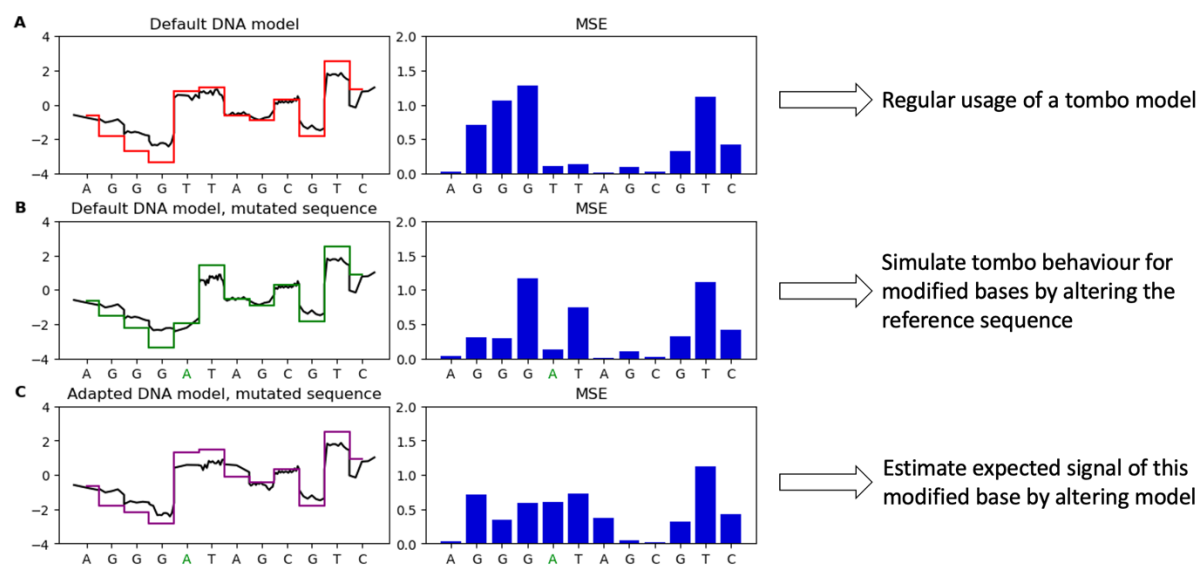 A
Default DNA model
MSE
4
2
0
−2
−4
A G G G T T A G C G T C
2.0
1.5
1.0
0.5
0.0
A G G G T T A G C G T C
Regular usage of a tombo model
B
Default DNA model, mutated sequence
MSE
4
2
0
−2
−4
A G G G A T A G C G T C
2.0
1.5
1.0
0.5
0.0
A G G G A T A G C G T C
Simulate tombo behaviour for
modified bases by altering the
reference sequence
C
Adapted DNA model, mutated sequence
MSE
4
2
0
−2
−4
A G G G A T A G C G T C
2.0
1.5
1.0
0.5
0.0
A G G G A T A G C G T C
Estimate expected signal of this
modified base by altering model